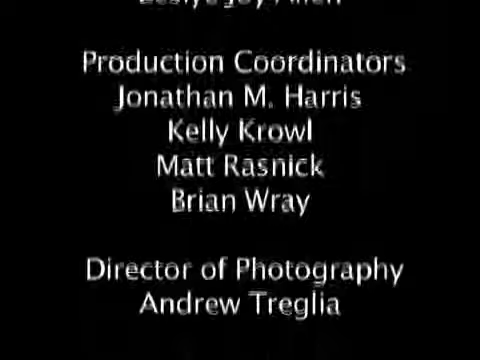 Production Coordinators
Jonathan M. Harris
Kelly Krowl
Matt Rasnick
Brian Wray
Director of Photography
Andrew Treglia